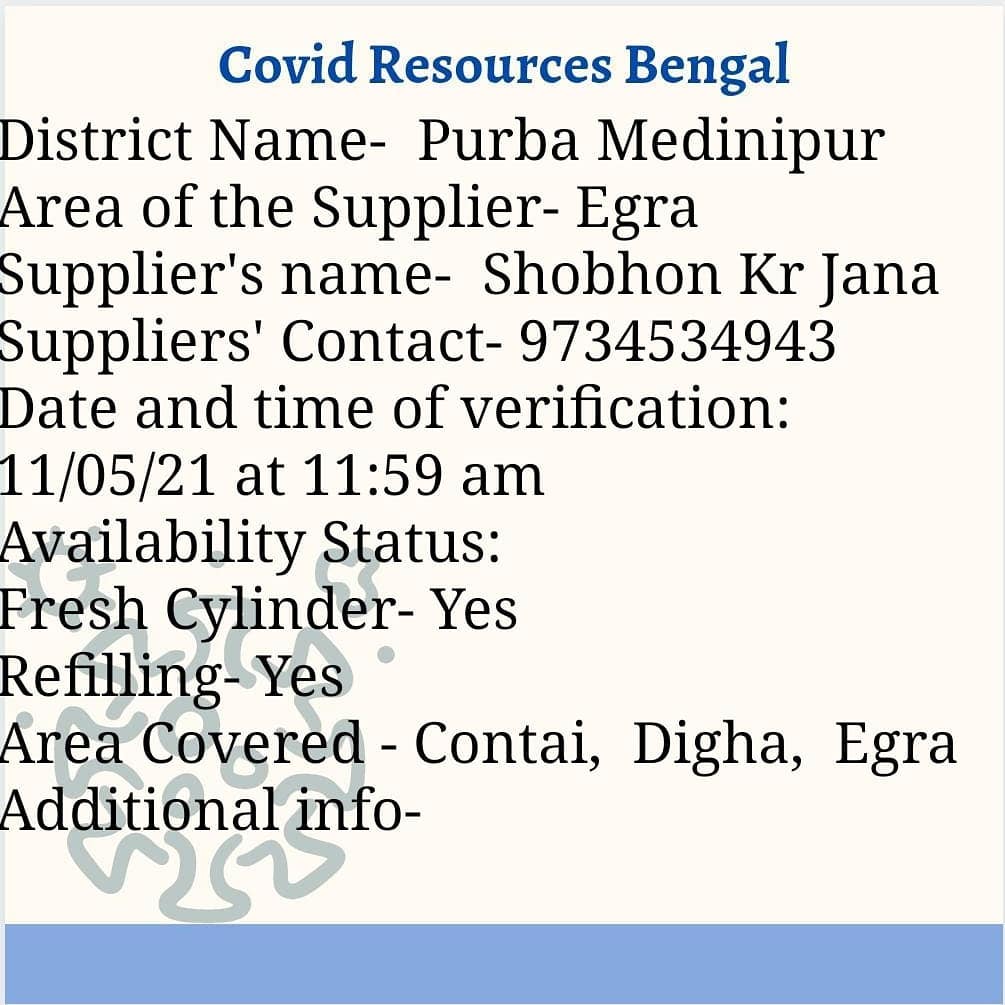 Covid Resources Bengal
District Name-  Purba Medinipur
Area of the Supplier- Egra
Supplier's name-  Shobhon Kr Jana
Suppliers' Contact- 9734534943
Date and time of verification:
11/05/21 at 11:59 am
Availability Status:
Fresh Cylinder- Yes
Refilling- Yes
Area Covered - Contai,  Digha,  Egra
Additional info-